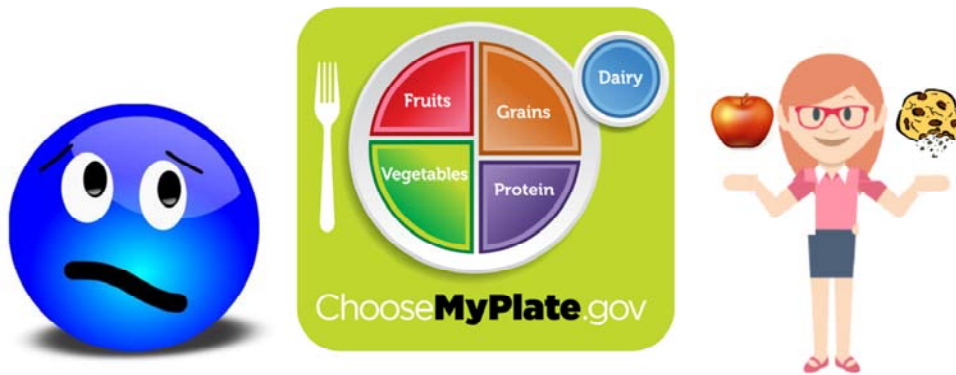 Fruits
Grains
Dairy
Vegetables
Protein
ChooseMyPlate.gov